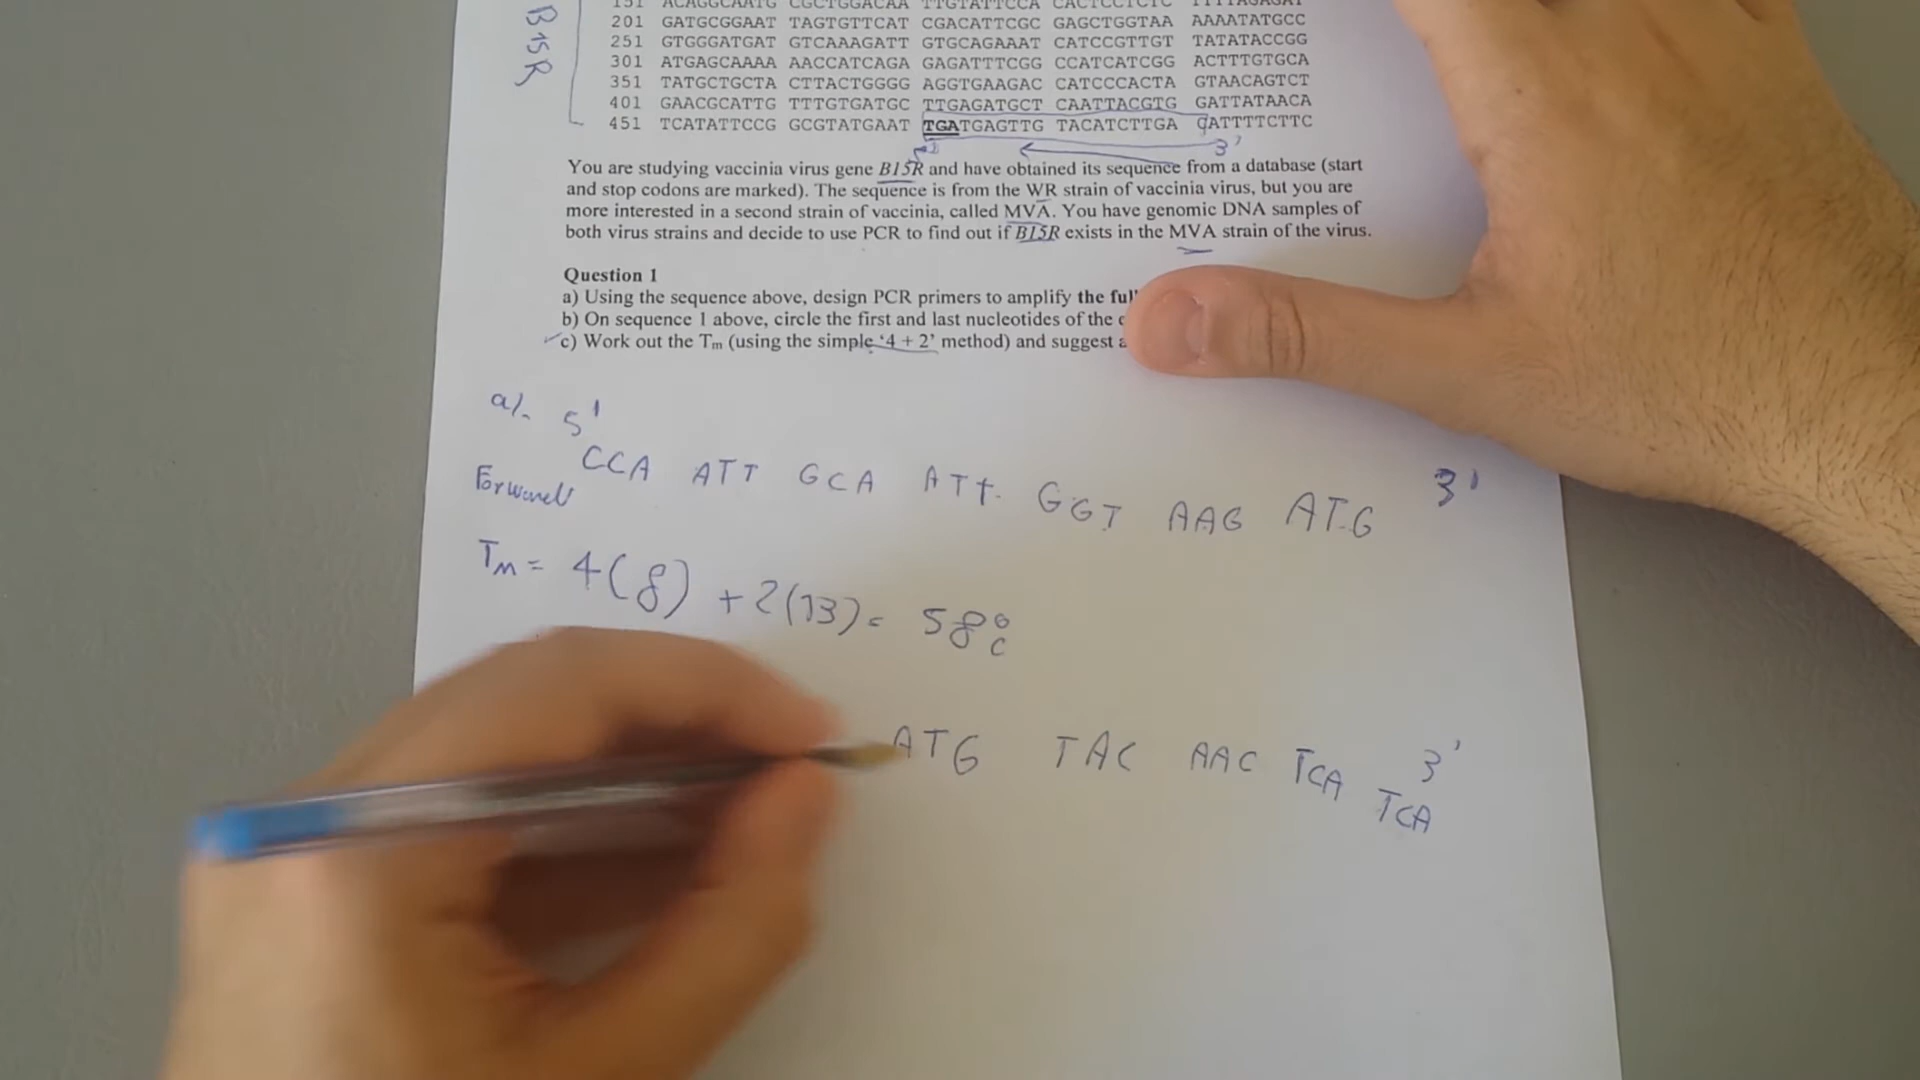 B15R
151 ACAGGCAATG CGCTGGACAA TTGTATTCCA CACTCCTCTC TTTTAGAGAT
201 GATGCGGAAT TAGTGTTCAT CGACATTCGC GAGCTGGTAA AAAATATGCC
251 GTGGGATGAT GTCAAAGATT GTGCAGAAAT CATCCGTTGT TATATACCGG
301 ATGAGCAAAA AACCATCAGA GAGATTTCGG CCATCATCGG ACTTTGTGCA
351 TATGCTGCTA CTTACTGGGG AGGTGAAGAC CATCCCACTA GTAACAGTCT
401 GAACGCATTG TTTGTGATGC TTGAGATGCT CAATTACGTG GATTATAACA
451 TCATATTCCG GCGTATGAAT TGATGAGTTG TACATCTTGA GATTTTCTTC
3'
You are studying vaccinia virus gene B15R and have obtained its sequence from a database (start
and stop codons are marked). The sequence is from the WR strain of vaccinia virus, but you are
more interested in a second strain of vaccinia, called MVA. You have genomic DNA samples of
both virus strains and decide to use PCR to find out if B15R exists in the MVA strain of the virus.
Question 1
a) Using the sequence above, design PCR primers to amplify the full
b) On sequence 1 above, circle the first and last nucleotides of the
c) Work out the Tm (using the simple '4 + 2' method) and suggest a
a/. 5'
CCA ATT GCA ATT GGT AAG ATG 3'
Forward
Tm = 4(8) + 2(13) = 58°C
ATG TAC AAC TCA TCA 3'